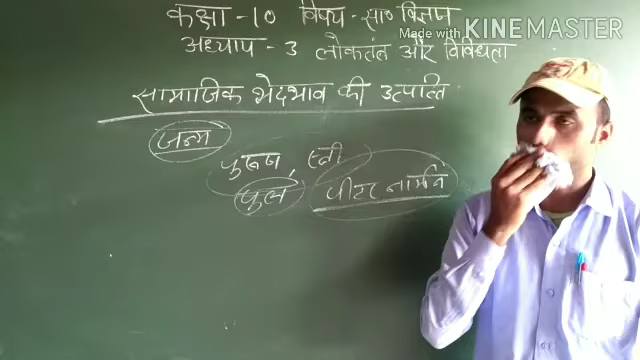 कक्षा - 10 विषय - सा० विज्ञान
Made with KINEMASTER
अध्याय - 3 लोकतंत्र और विविधता
सामाजिक भेदभाव की उत्पत्ति
जन्म
पुरुष, स्त्री
पीटर नार्मन